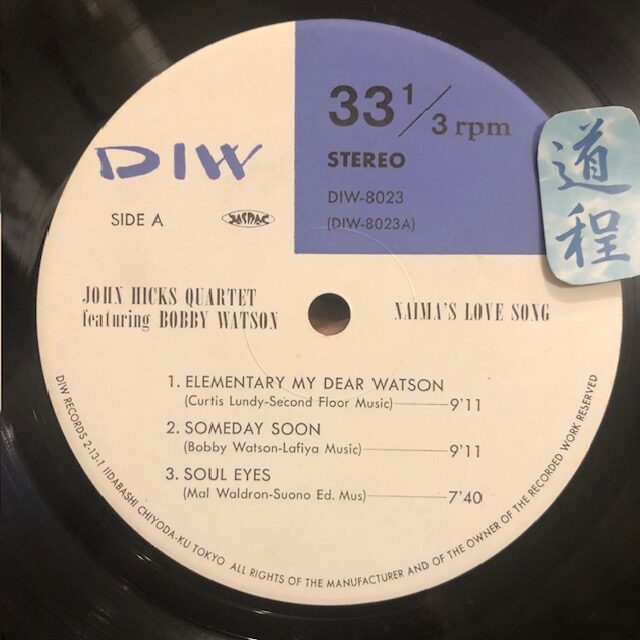 DIW
33 1/3 rpm
STEREO
DIW-8023
(DIW-8023A)
SIDE A
JASRAC
道程
JOHN HICKS QUARTET
featuring BOBBY WATSON
NAIMA'S LOVE SONG
1. ELEMENTARY MY DEAR WATSON
(Curtis Lundy-Second Floor Music) 9'11
2. SOMEDAY SOON
(Bobby Watson-Lafiya Music) 9'11
3. SOUL EYES
(Mal Waldron-Suono Ed. Mus) 7'40
DIW RECORDS 2-13-1 IIDABASHI CHIYODA-KU TOKYO ALL RIGHTS OF THE MANUFACTURER AND OF THE OWNER OF THE RECORDED WORK RESERVED